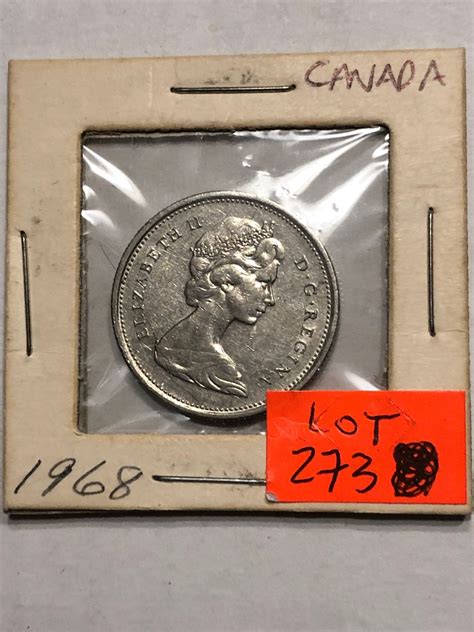 CANADA
ELIZABETH II D·G·REGINA
1968
LOT
273